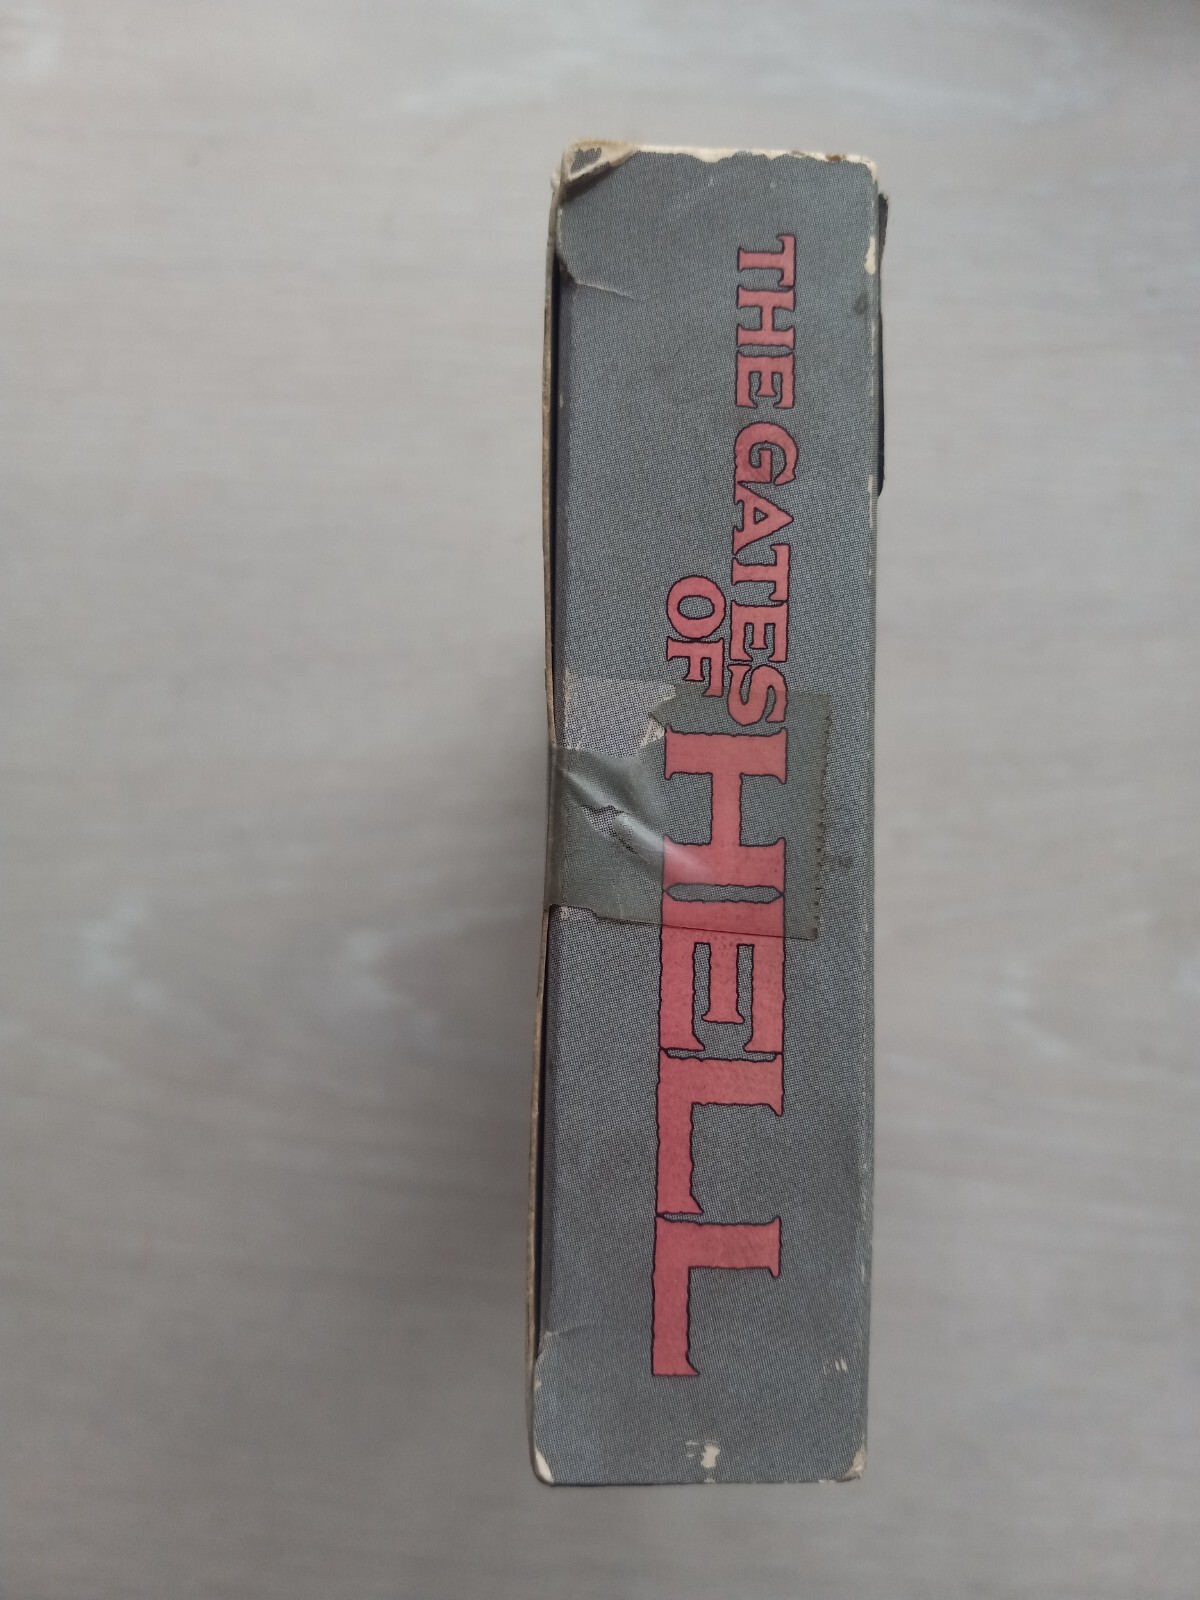 THE GATES
OF
HELL